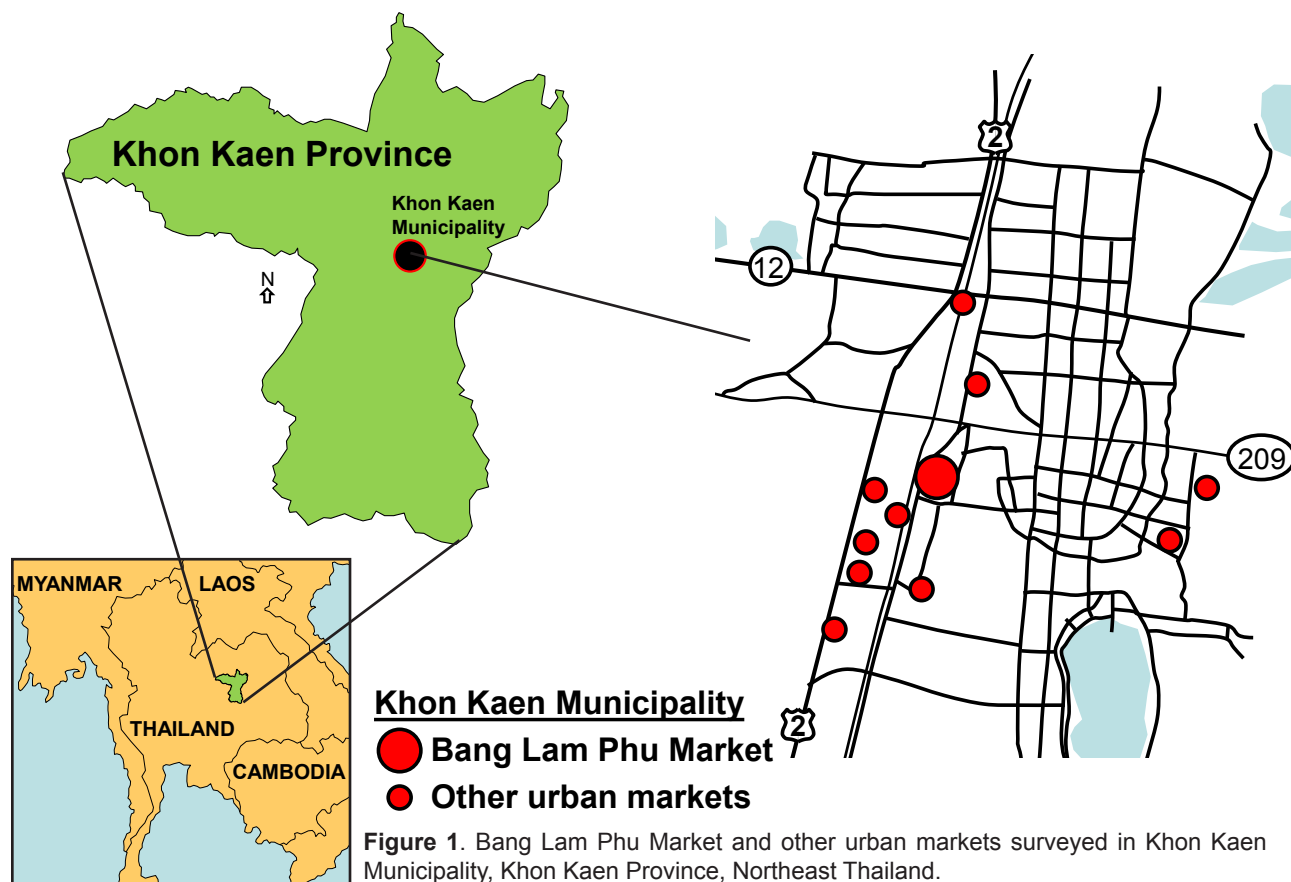 Khon Kaen Province
Khon Kaen
Municipality
N
2
12
209
2
MYANMAR
LAOS
THAILAND
CAMBODIA
Khon Kaen Municipality
Bang Lam Phu Market
Other urban markets
Figure 1. Bang Lam Phu Market and other urban markets surveyed in Khon Kaen
Municipality, Khon Kaen Province, Northeast Thailand.